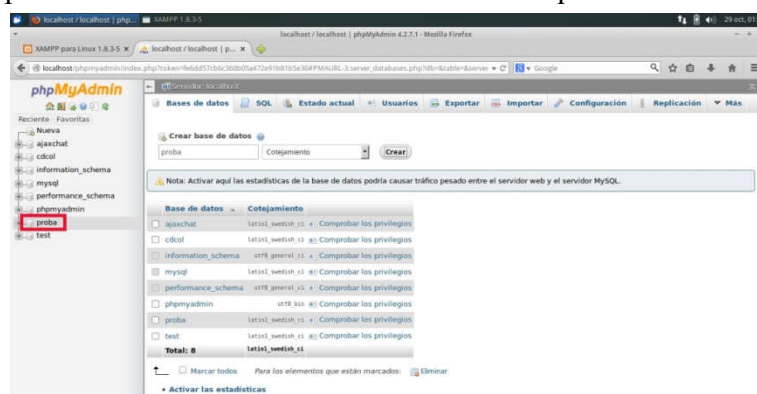 localhost / localhost | php...
XAMPP 1.8.3-5
29 oct, 01:
localhost / localhost | phpMyAdmin 4.2.7.1 - Mozilla Firefox
XAMPP para Linux 1.8.3-5
localhost / localhost | p...
Google
phpMyAdmin
Servidor: localhost
Bases de datos
SQL
Estado actual
Usuarios
Exportar
Importar
Configuración
Replicación
Más
Reciente Favoritas
Nueva
ajaxchat
cdcol
information_schema
mysql
performance_schema
phpmyadmin
proba
test
Crear base de datos
proba
Cotejamiento
Crear
Nota: Activar aquí las estadísticas de la base de datos podría causar tráfico pesado entre el servidor web y el servidor MySQL.
Base de datos Cotejamiento
ajaxchat latin1_swedish_ci Comprobar los privilegios
cdcol latin1_swedish_ci Comprobar los privilegios
information_schema utf8_general_ci Comprobar los privilegios
mysql latin1_swedish_ci Comprobar los privilegios
performance_schema utf8_general_ci Comprobar los privilegios
phpmyadmin utf8_bin Comprobar los privilegios
proba latin1_swedish_ci Comprobar los privilegios
test latin1_swedish_ci Comprobar los privilegios
Total: 8 latin1_swedish_ci
Marcar todos Para los elementos que están marcados: Eliminar
Activar las estadísticas